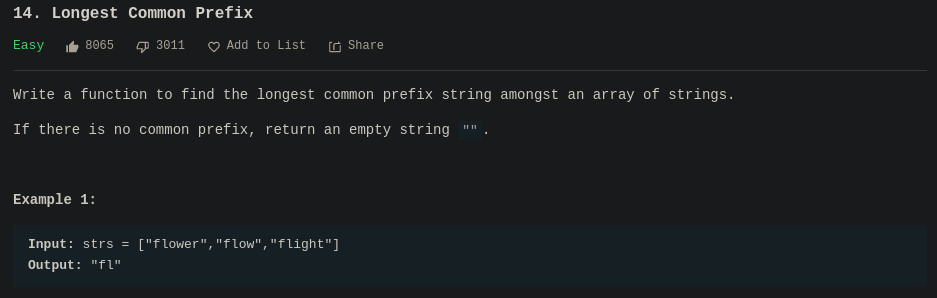 14. Longest Common Prefix
Easy 8065 3011 Add to List Share
Write a function to find the longest common prefix string amongst an array of strings.
If there is no common prefix, return an empty string "".
Example 1:
Input: strs = ["flower","flow","flight"]
Output: "fl"